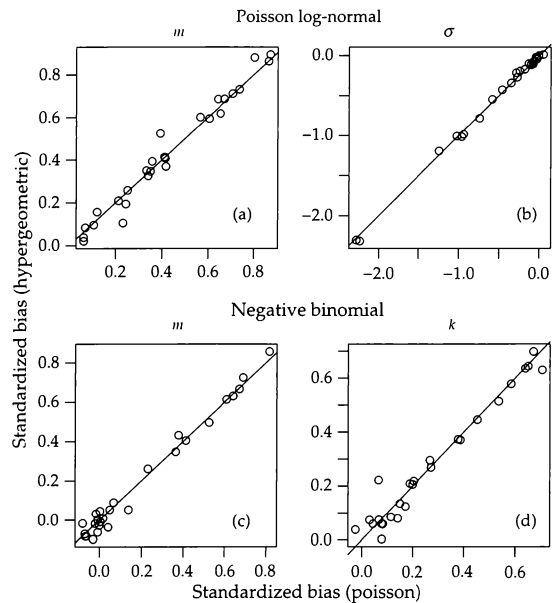 Poisson log-normal
m
σ
0.8
0.6
0.4
0.2
0.0
(a)
0.2 0.4 0.6 0.8
0.0
−1.0
−2.0
(b)
−2.0 −1.0 0.0
Standardized bias (hypergeometric)
Negative binomial
m
k
0.8
0.6
0.4
0.2
0.0
(c)
0.0 0.2 0.4 0.6 0.8
0.6
0.4
0.2
0.0
(d)
0.0 0.2 0.4 0.6
Standardized bias (poisson)